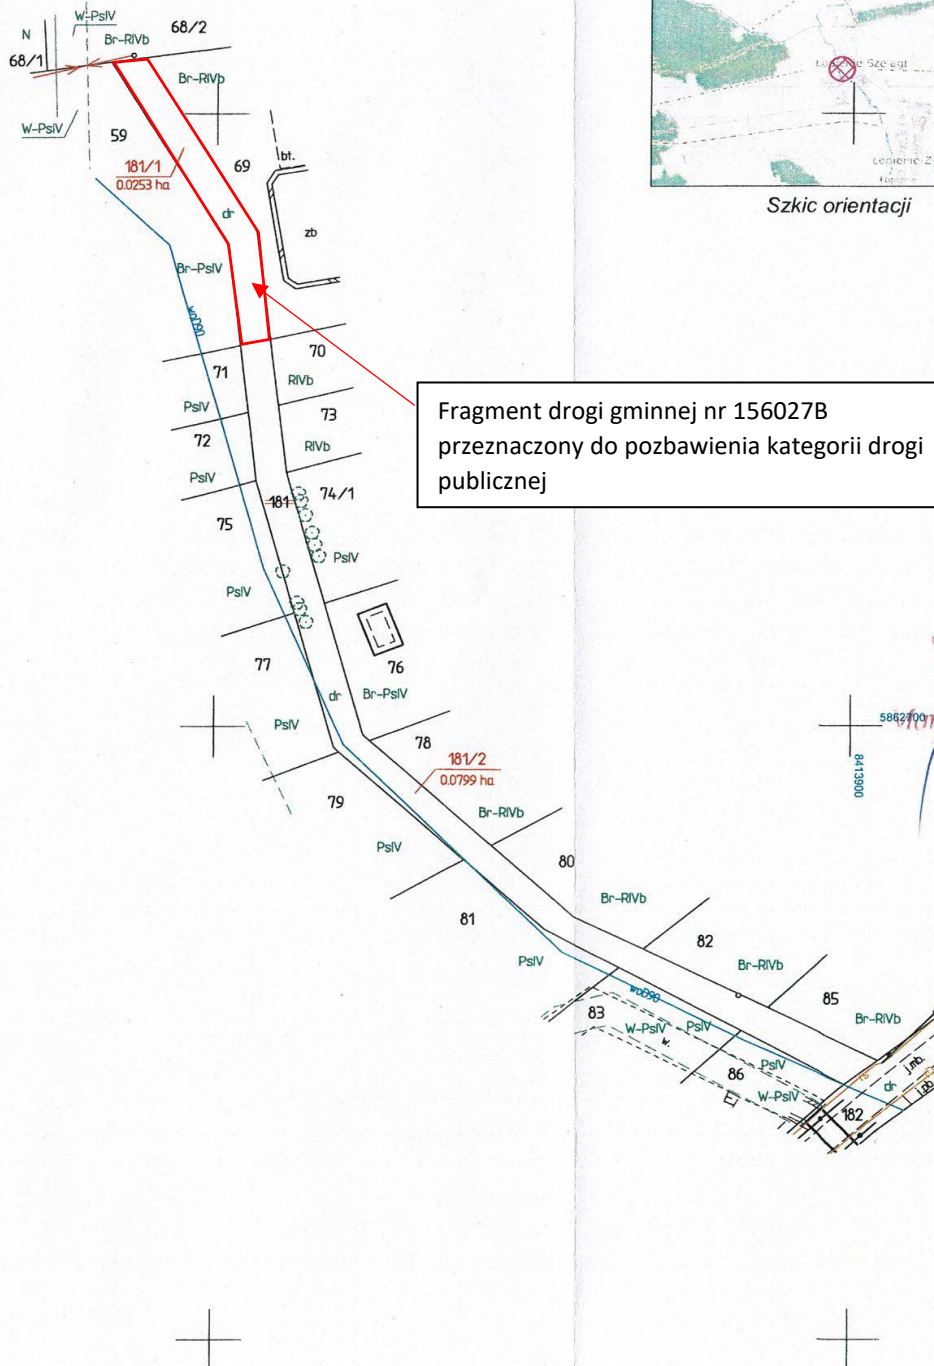 W-PsIV
N
68/2
Br-RIVb
68/1
Br-RIVb
W-PsIV
59
181/1
0.0253 ha
69
bt.
dr
zb
Br-PsIV
woD90
Szkic orientacji
70
71
RIVb
PsIV
73
72
RIVb
PsIV
74/1
181
75
PsIV
PsIV
Fragment drogi gminnej nr 156027B
przeznaczony do pozbawienia kategorii drogi
publicznej
77
76
dr
Br-PsIV
PsIV
78
181/2
0.0799 ha
79
Br-RIVb
PsIV
80
81
Br-RIVb
82
Br-RIVb
PsIV
woD90
85
83
Br-RIVb
W-PsIV
PsIV
w.
PsIV
86
W-PsIV
j.mb.
dr
182
5862700
8413900